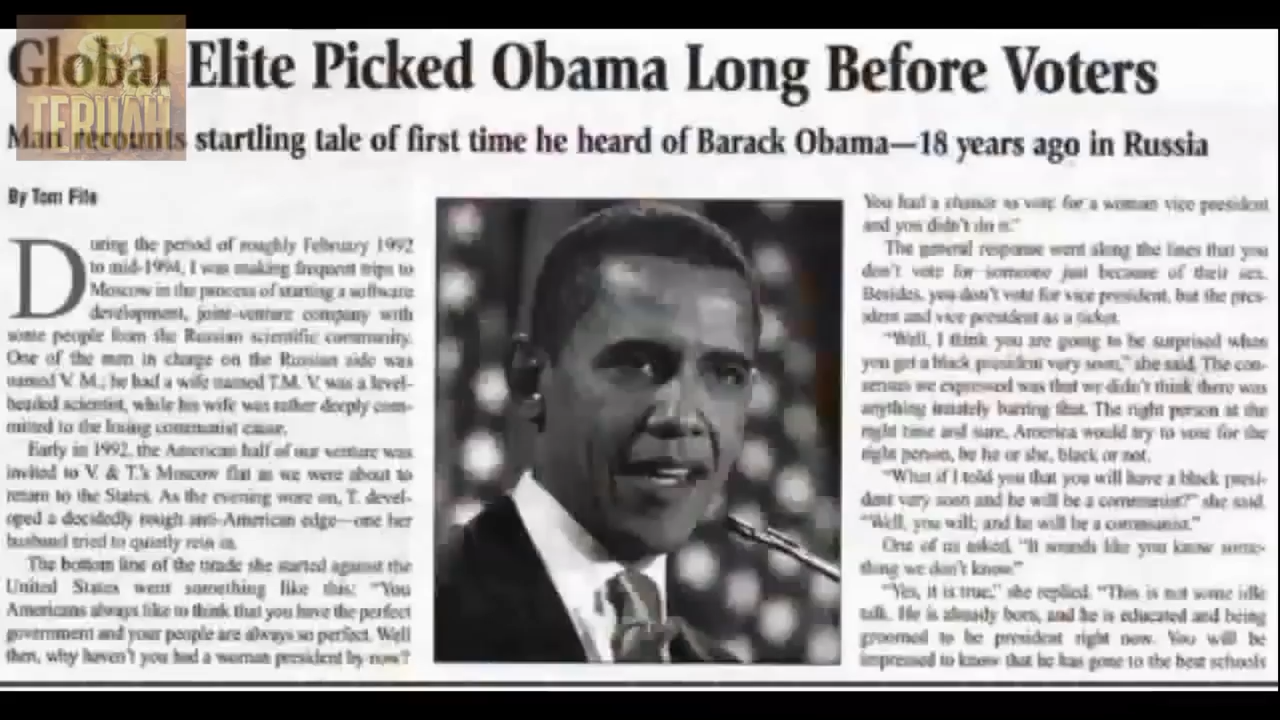 TERUAH
Global Elite Picked Obama Long Before Voters
Man recounts startling tale of first time he heard of Barack Obama—18 years ago in Russia
By Tom Fife
During the period of roughly February 1992
to mid-1994, I was making frequent trips to
Moscow in the process of starting a software
development, joint-venture company with
some people from the Russian scientific community.
One of the men in charge on the Russian side was
named V. M.; he had a wife named T.M. V. was a level-
headed scientist, while his wife was rather deeply com-
mitted to the losing communist cause.
Early in 1992, the American half of our venture was
invited to V. & T.'s Moscow flat as we were about to
return to the States. As the evening wore on, T. devel-
oped a decidedly rough anti-American edge—one her
husband tried to quietly rein in.
The bottom line of the tirade she started against the
United States went something like this: "You
Americans always like to think that you have the perfect
government and your people are always so perfect. Well
then, why haven't you had a woman president by now?
You had a chance to vote for a woman vice president
and you didn't do it."
The general response went along the lines that you
don't vote for someone just because of their sex.
Besides, you don't vote for vice president, but the pres-
ident and vice president as a ticket.
"Well, I think you are going to be surprised when
you get a black president very soon," she said. The con-
sensus we expressed was that we didn't think there was
anything innately barring that. The right person at the
right time and sure, America would try to vote for the
right person, be he or she, black or not.
"What if I told you that you will have a black presi-
dent very soon and he will be a communist?" she said.
"Well, you will; and he will be a communist."
One of us asked, "It sounds like you know some-
thing we don't know."
"Yes, it is true," she replied. "This is not some idle
talk. He is already born, and he is educated and being
groomed to be president right now. You will be
impressed to know that he has gone to the best schools